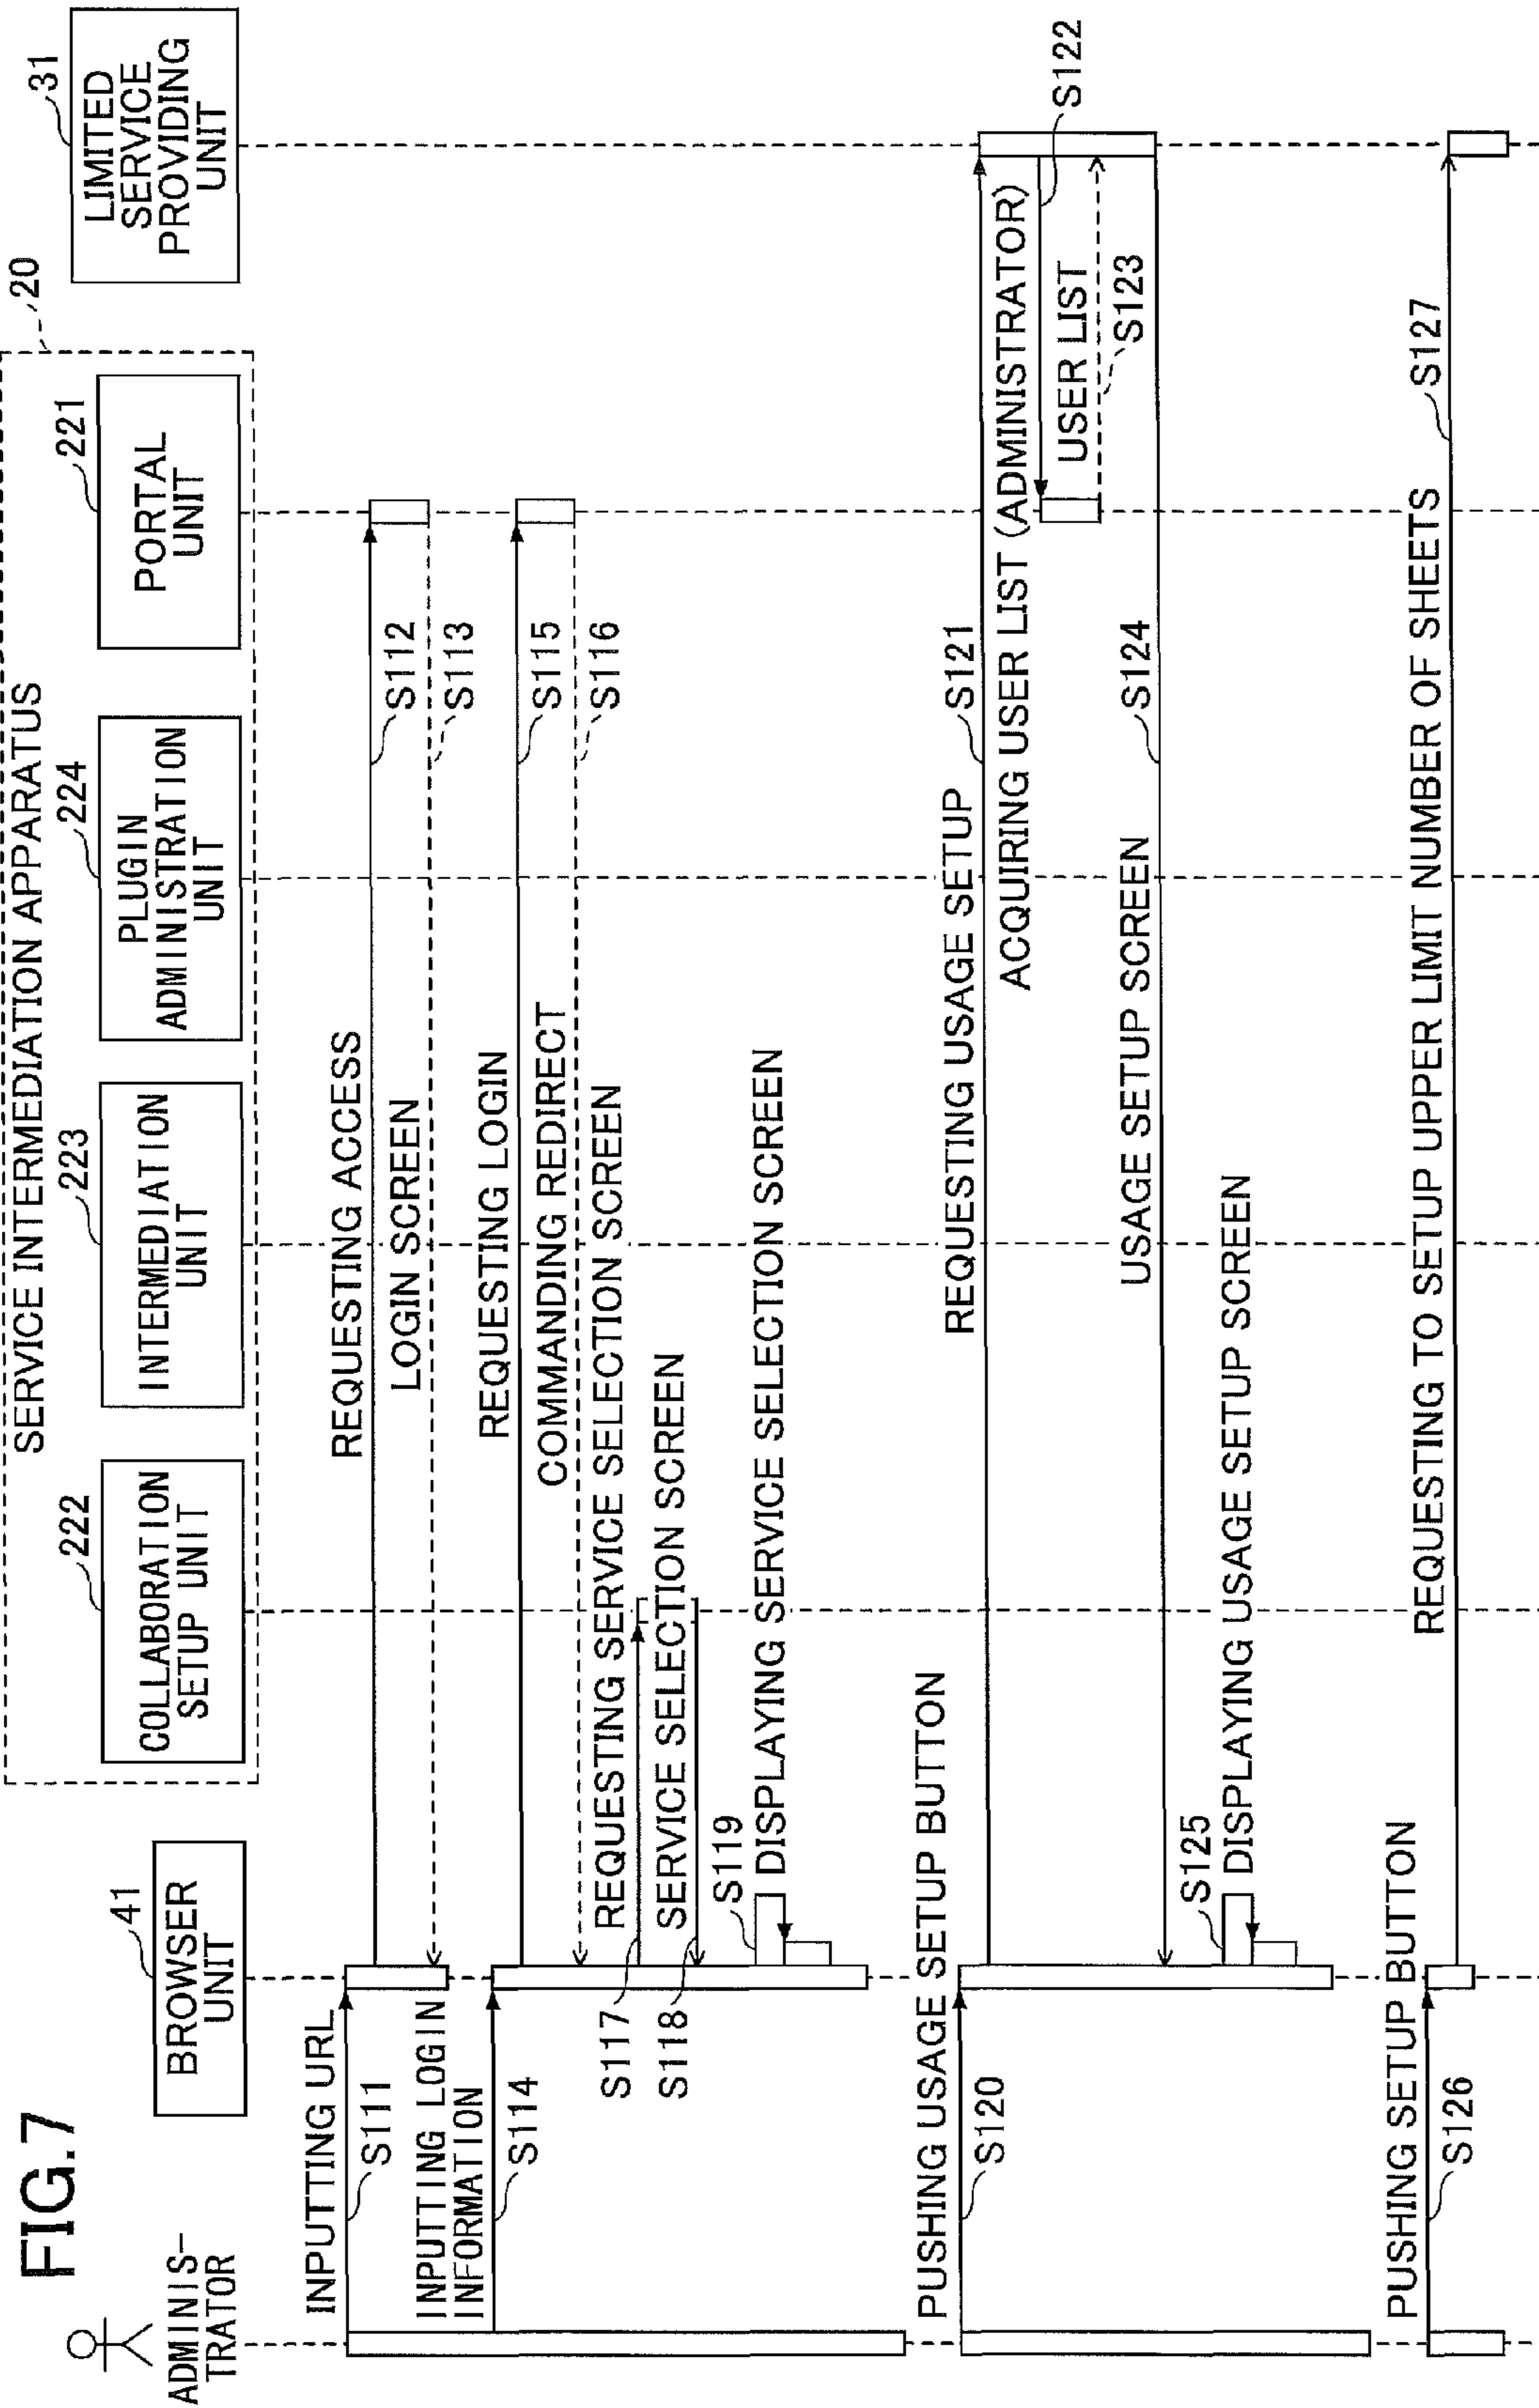 FIG.7
ADMINIS-
TRATOR
41
BROWSER
UNIT
20
SERVICE INTERMEDIATION APPARATUS
222
COLLABORATION
SETUP UNIT
223
INTERMEDIATION
UNIT
224
PLUGIN
ADMINISTRATION
UNIT
221
PORTAL
UNIT
31
LIMITED
SERVICE
PROVIDING
UNIT
INPUTTING URL
S111
REQUESTING ACCESS
S112
LOGIN SCREEN
S113
INPUTTING LOGIN
INFORMATION
S114
REQUESTING LOGIN
S115
COMMANDING REDIRECT
S116
REQUESTING SERVICE SELECTION SCREEN
S117
SERVICE SELECTION SCREEN
S118
S119
DISPLAYING SERVICE SELECTION SCREEN
PUSHING USAGE SETUP BUTTON
S120
REQUESTING USAGE SETUP
S121
ACQUIRING USER LIST (ADMINISTRATOR)
S122
USER LIST
S123
USAGE SETUP SCREEN
S124
S125
DISPLAYING USAGE SETUP SCREEN
PUSHING SETUP BUTTON
S126
REQUESTING TO SETUP UPPER LIMIT NUMBER OF SHEETS
S127